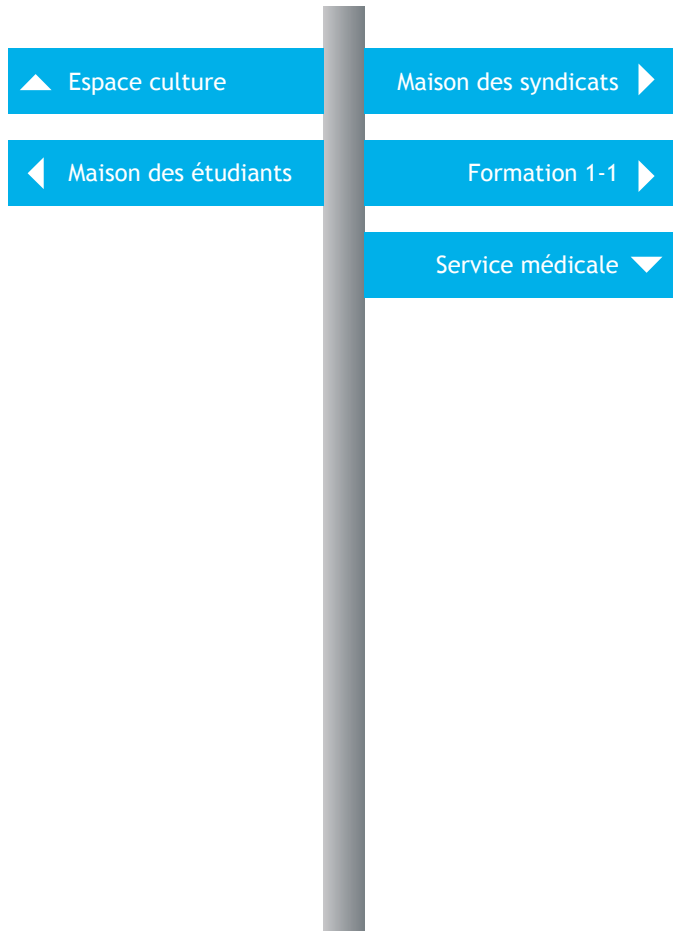 Espace culture
Maison des syndicats
Maison des étudiants
Formation 1-1
Service médicale